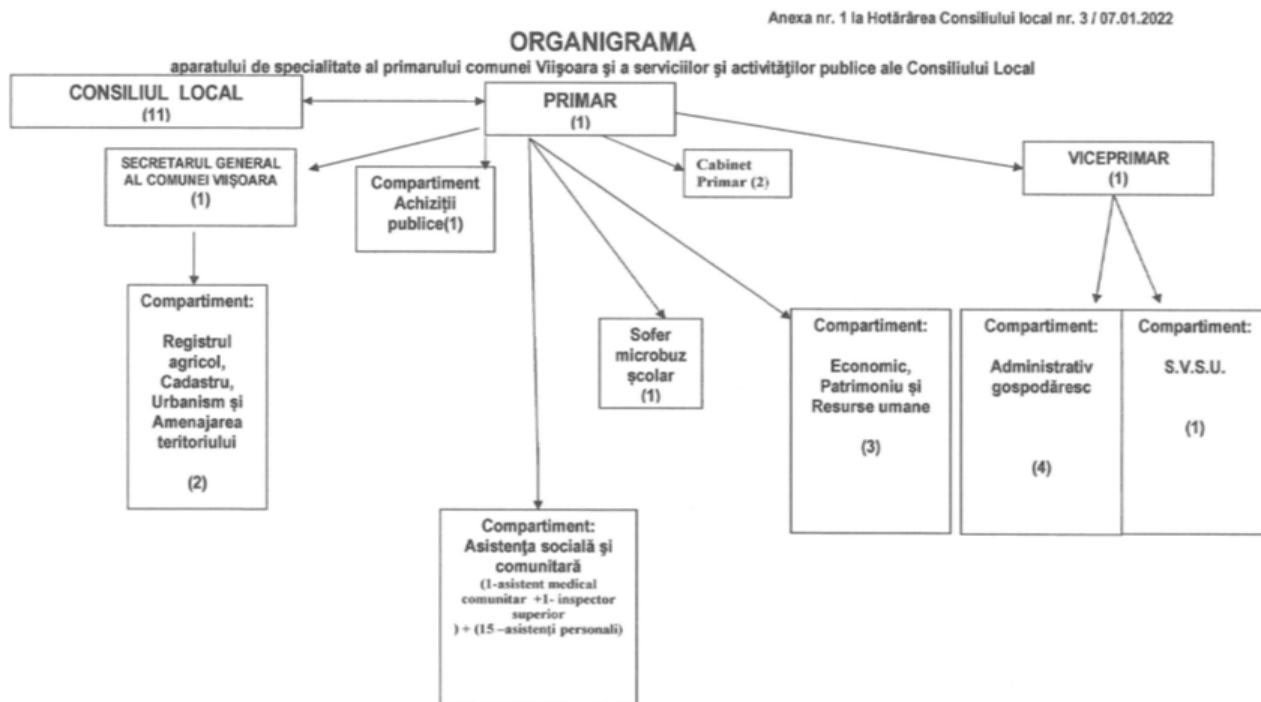 Anexa nr. 1 la Hotărârea Consiliului local nr. 3 / 07.01.2022
ORGANIGRAMA
aparatului de specialitate al primarului comunei Viişoara şi a serviciilor şi activităţilor publice ale Consiliului Local
CONSILIUL LOCAL
(11)
PRIMAR
(1)
SECRETARUL GENERAL
AL COMUNEI VIIŞOARA
(1)
Compartiment
Achiziții
publice(1)
Cabinet
Primar (2)
VICEPRIMAR
(1)
Compartiment:
Registrul
agricol,
Cadastru,
Urbanism şi
Amenajarea
teritoriului
(2)
Sofer
microbuz
școlar
(1)
Compartiment:
Economic,
Patrimoniu şi
Resurse umane
(3)
Compartiment:
Administrativ
gospodăresc
(4)
Compartiment:
S.V.S.U.
(1)
Compartiment:
Asistenţa socială şi
comunitară
(1-asistent medical
comunitar +1- inspector
superior
) + (15 –asistenţi personali)